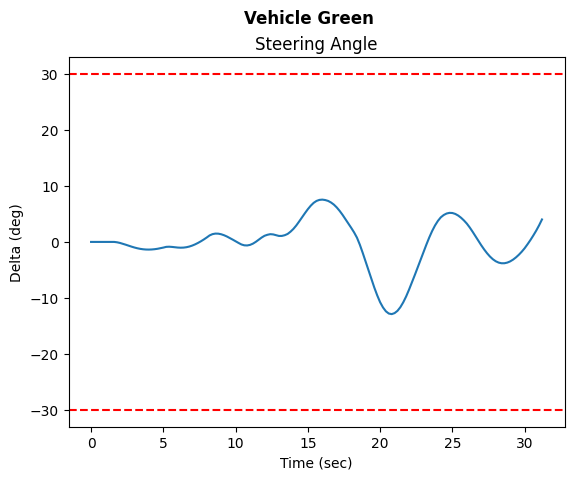 Vehicle Green
Steering Angle
30
20
10
0
−10
−20
−30
Delta (deg)
0 5 10 15 20 25 30
Time (sec)